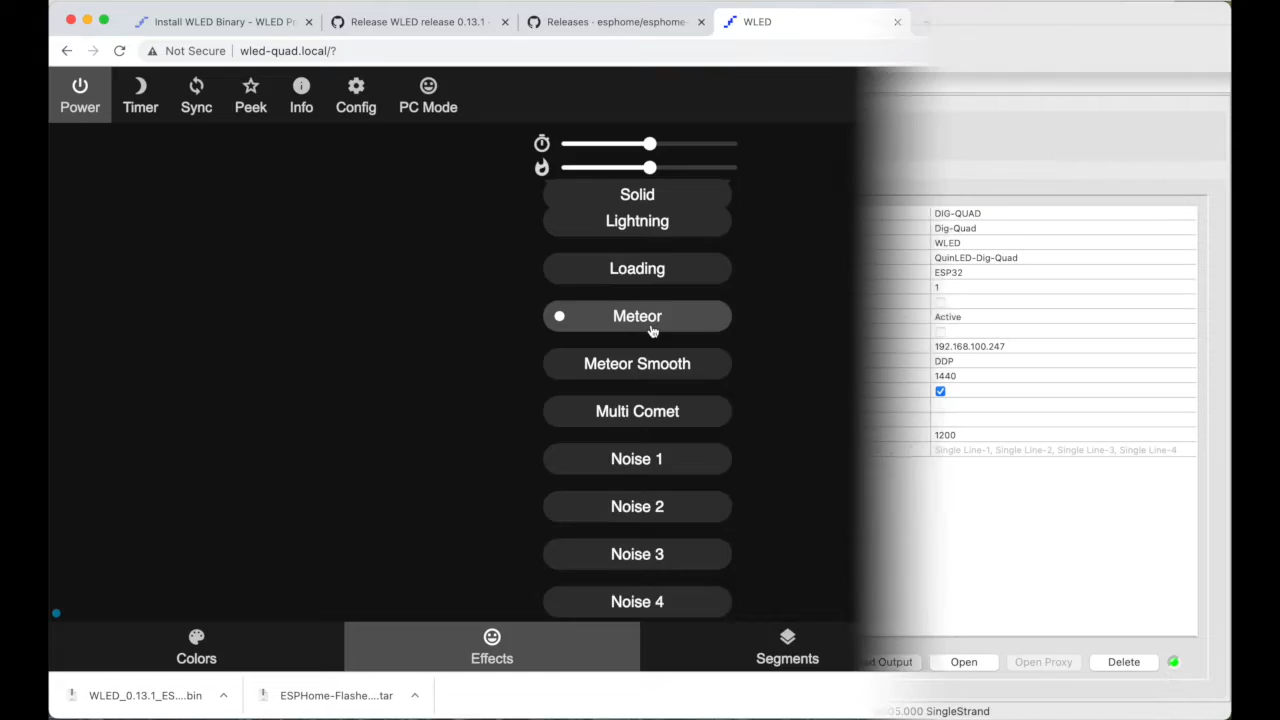 Install WLED Binary - WLED Pr
Release WLED release 0.13.1
Releases · esphome/esphome-
WLED
Not Secure
wled-quad.local/?
Power
Timer
Sync
Peek
Info
Config
PC Mode
Solid
Lightning
Loading
Meteor
Meteor Smooth
Multi Comet
Noise 1
Noise 2
Noise 3
Noise 4
Colors
Effects
Segments
WLED_0.13.1_ES....bin
ESPHome-Flashe....tar
DIG-QUAD
Dig-Quad
WLED
QuinLED-Dig-Quad
ESP32
1
Active
192.168.100.247
DDP
1440
1200
Single Line-1, Single Line-2, Single Line-3, Single Line-4
Output
Open
Open Proxy
Delete
05.000 SingleStrand